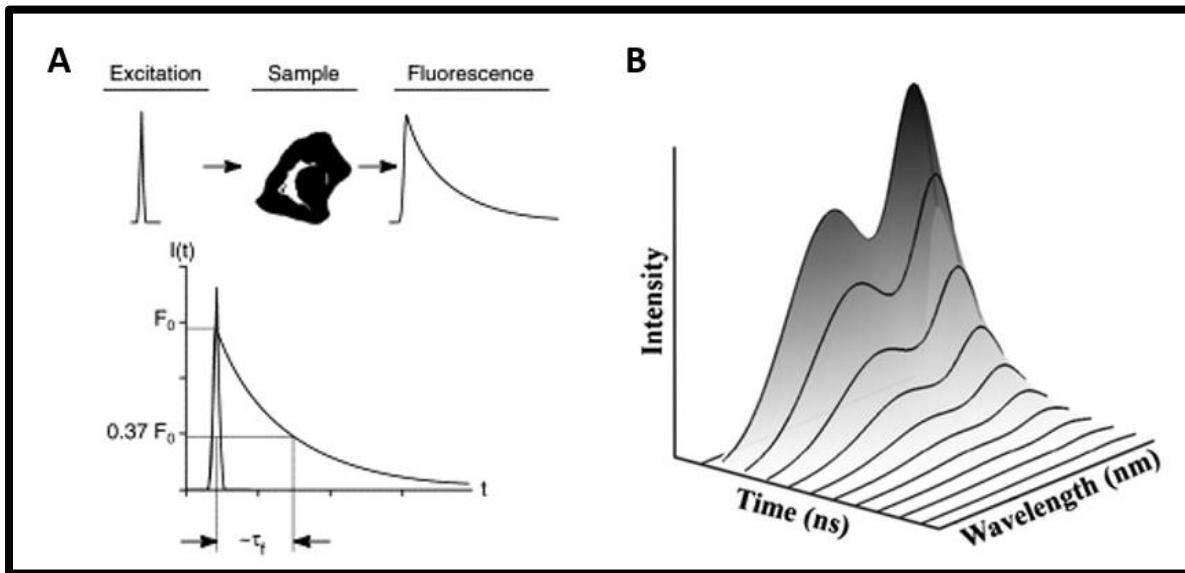 A
Excitation
Sample
Fluorescence
I(t)
F₀
0.37 F₀
t
-τf
B
Intensity
Time (ns)
Wavelength (nm)